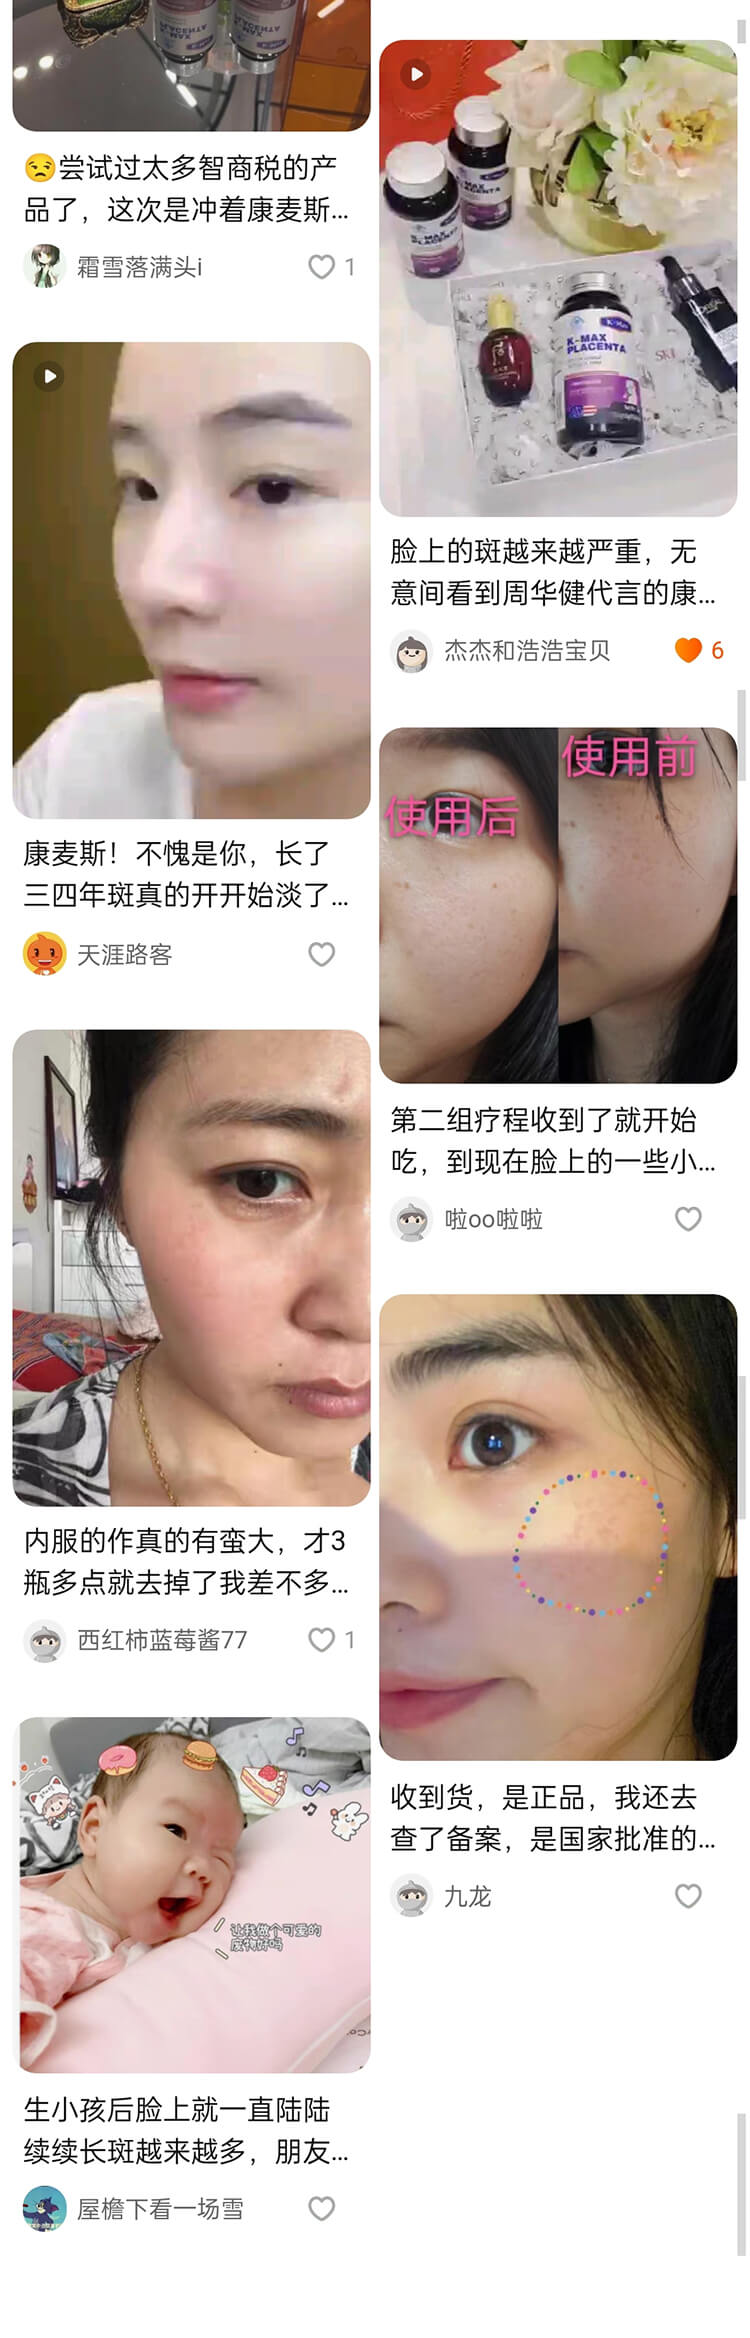 PLACENTA
K-MAX
😒尝试过太多智商税的产
品了，这次是冲着康麦斯...
霜雪落满头i
1
康麦斯！不愧是你，长了
三四年斑真的开开始淡了...
天涯路客
内服的作真的有蛮大，才3
瓶多点就去掉了我差不多...
西红柿蓝莓酱77
1
让我做个可爱的
废物好吗
生小孩后脸上就一直陆陆
续续长斑越来越多，朋友...
屋檐下看一场雪
K-MAX
PLACENTA
K-Max
K-MAX
PLACENTA
脸上的斑越来越严重，无
意间看到周华健代言的康...
杰杰和浩浩宝贝
6
使用前
使用后
第二组疗程收到了就开始
吃，到现在脸上的一些小...
啦oo啦啦
收到货，是正品，我还去
查了备案，是国家批准的...
九龙